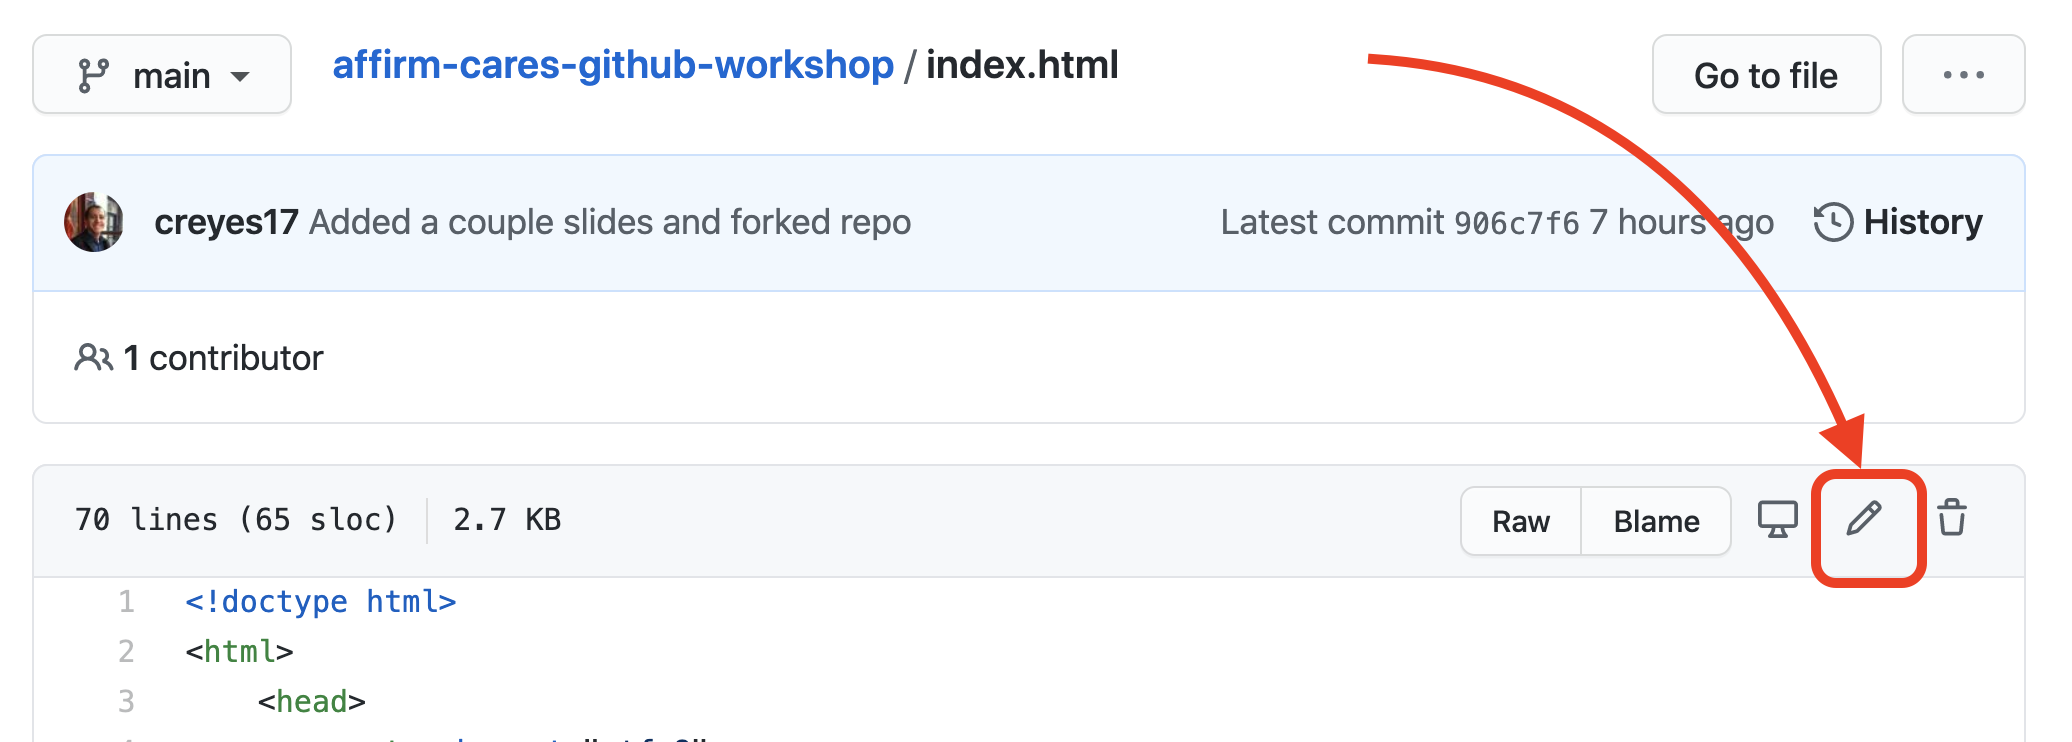 main
affirm-cares-github-workshop / index.html
Go to file
creyes17 Added a couple slides and forked repo
Latest commit 906c7f6 7 hours ago
History
1 contributor
70 lines (65 sloc)
2.7 KB
Raw
Blame
1 <!doctype html>
2 <html>
3 <head>